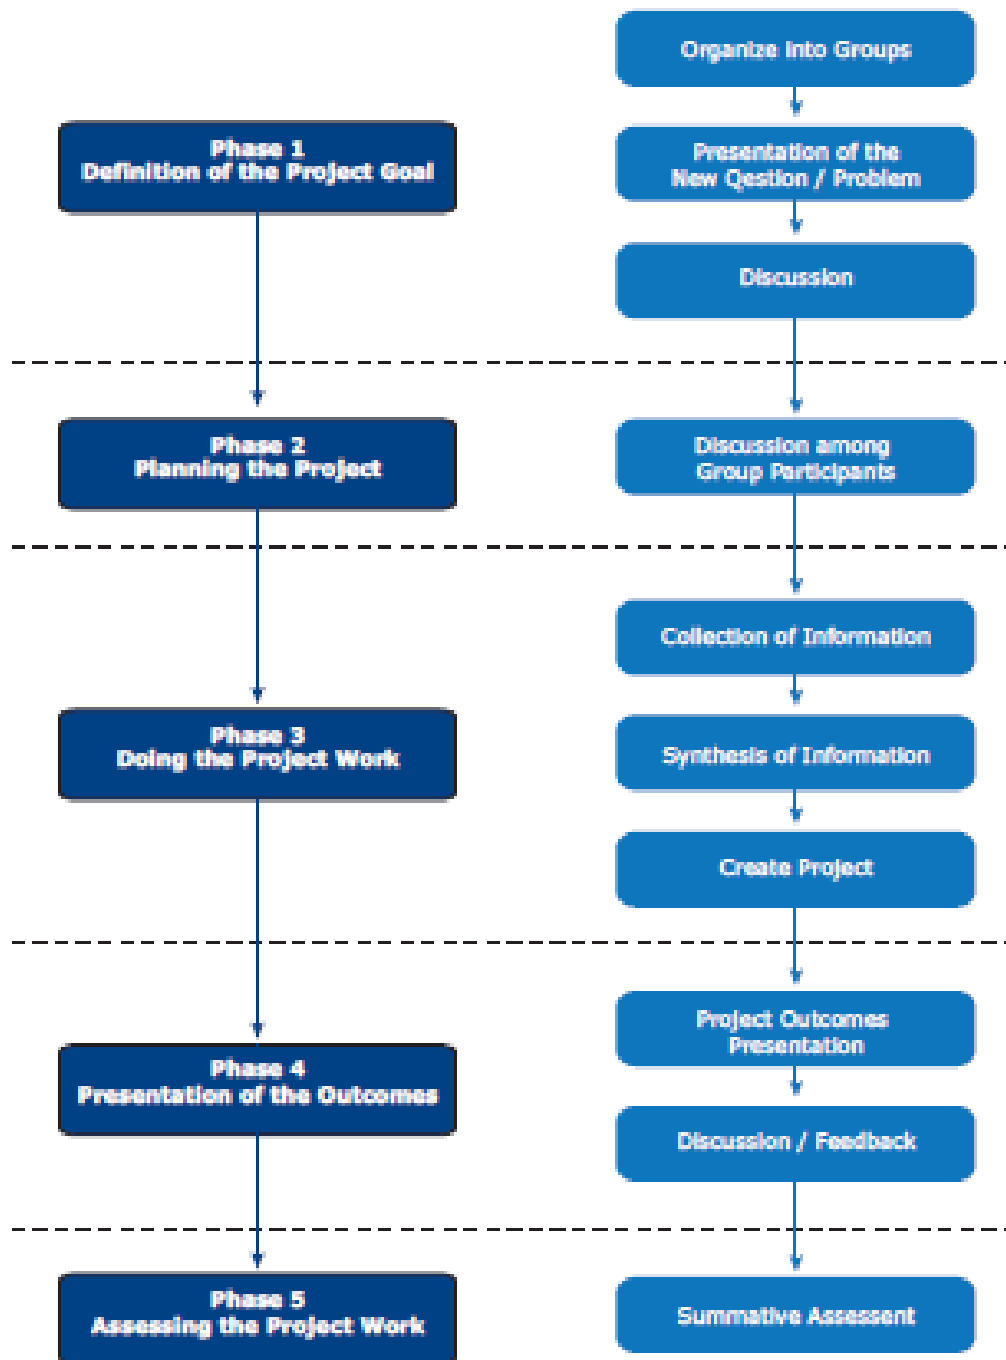 Organize into Groups
Phase 1
Definition of the Project Goal
Presentation of the
New Qestion / Problem
Discussion
Phase 2
Planning the Project
Discussion among
Group Participants
Collection of Information
Phase 3
Doing the Project Work
Synthesis of Information
Create Project
Project Outcomes
Presentation
Phase 4
Presentation of the Outcomes
Discussion / Feedback
Phase 5
Assessing the Project Work
Summative Assessent